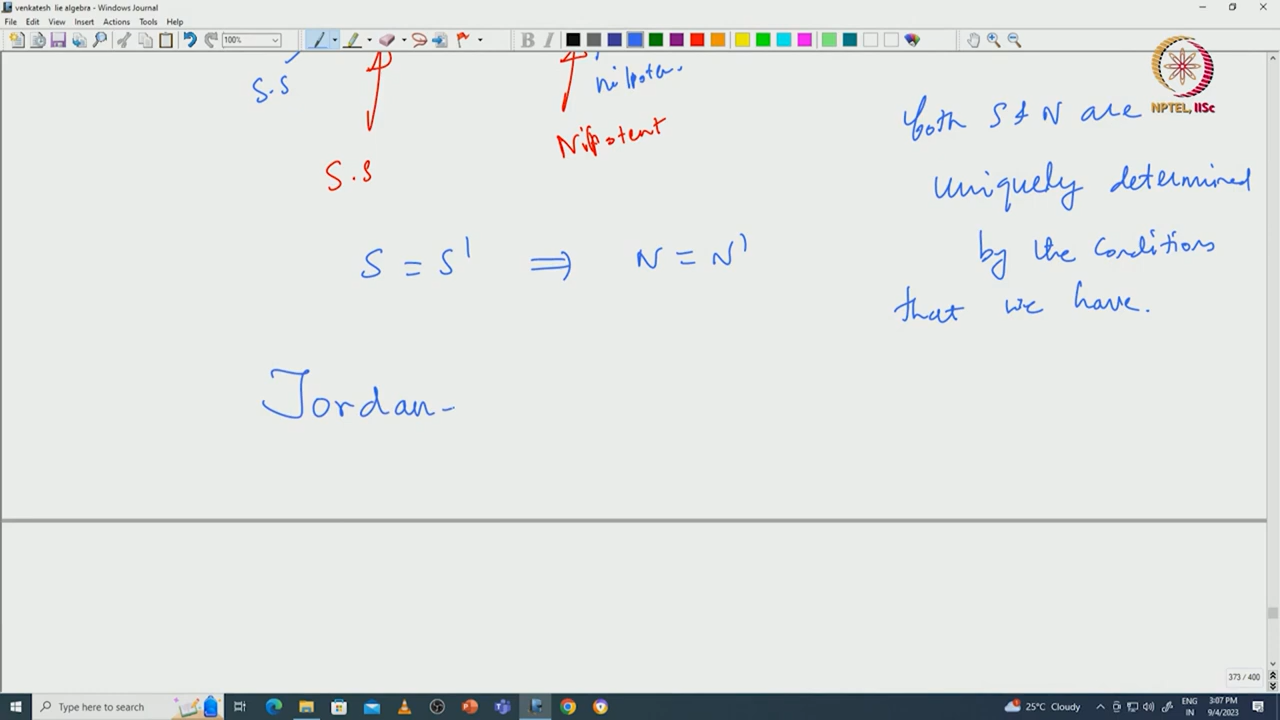 venkatesh lie algebra - Windows Journal
File Edit View Insert Actions Tools Help
100%
B I
NPTEL, IISc
S.S
Nilpoten.
S.S
Nilpotent
both S & N are
uniquely determined
by the conditions
that we have.
S = S' ⟹ N = N'
Jordan-
373 / 400
Type here to search
25°C Cloudy
ENG
IN
3:07 PM
9/4/2023